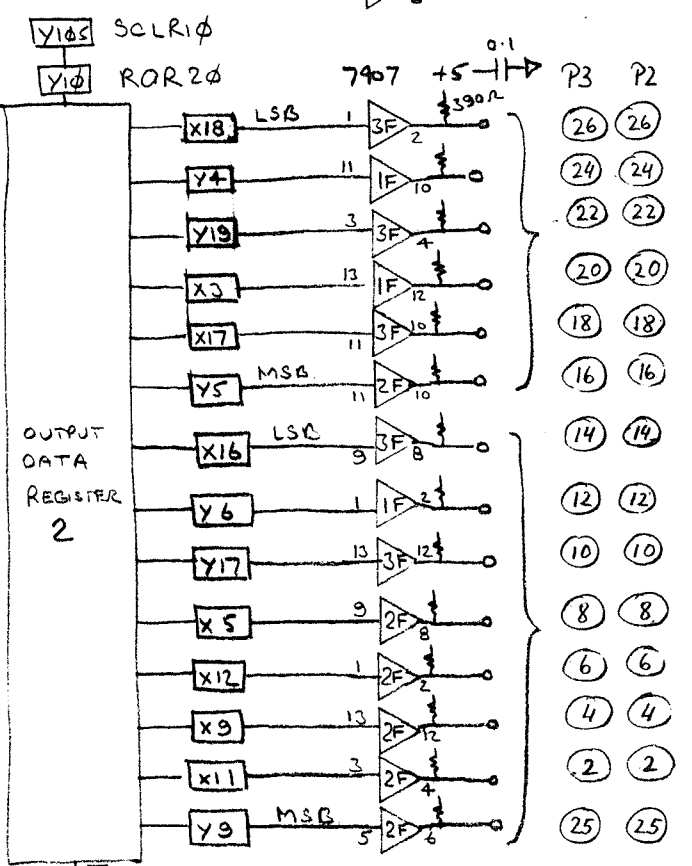 Y105 SCLR1Ø
Y1Ø ROR2Ø 7407 +5 0.1 P3 P2
390Ω
X18 LSB 1 3F 2 26 26
Y4 11 1F 10 24 24
Y19 3 3F 4 22 22
X3 13 1F 12 20 20
X17 11 3F 10 18 18
Y5 MSB 11 2F 10 16 16
X16 LSB 9 3F 8 14 14
Y6 1 1F 2 12 12
Y17 13 3F 12 10 10
X5 9 2F 8 8 8
X12 1 2F 2 6 6
X9 13 2F 12 4 4
X11 3 2F 4 2 2
Y9 MSB 5 2F 6 25 25
OUTPUT
DATA
REGISTER
2